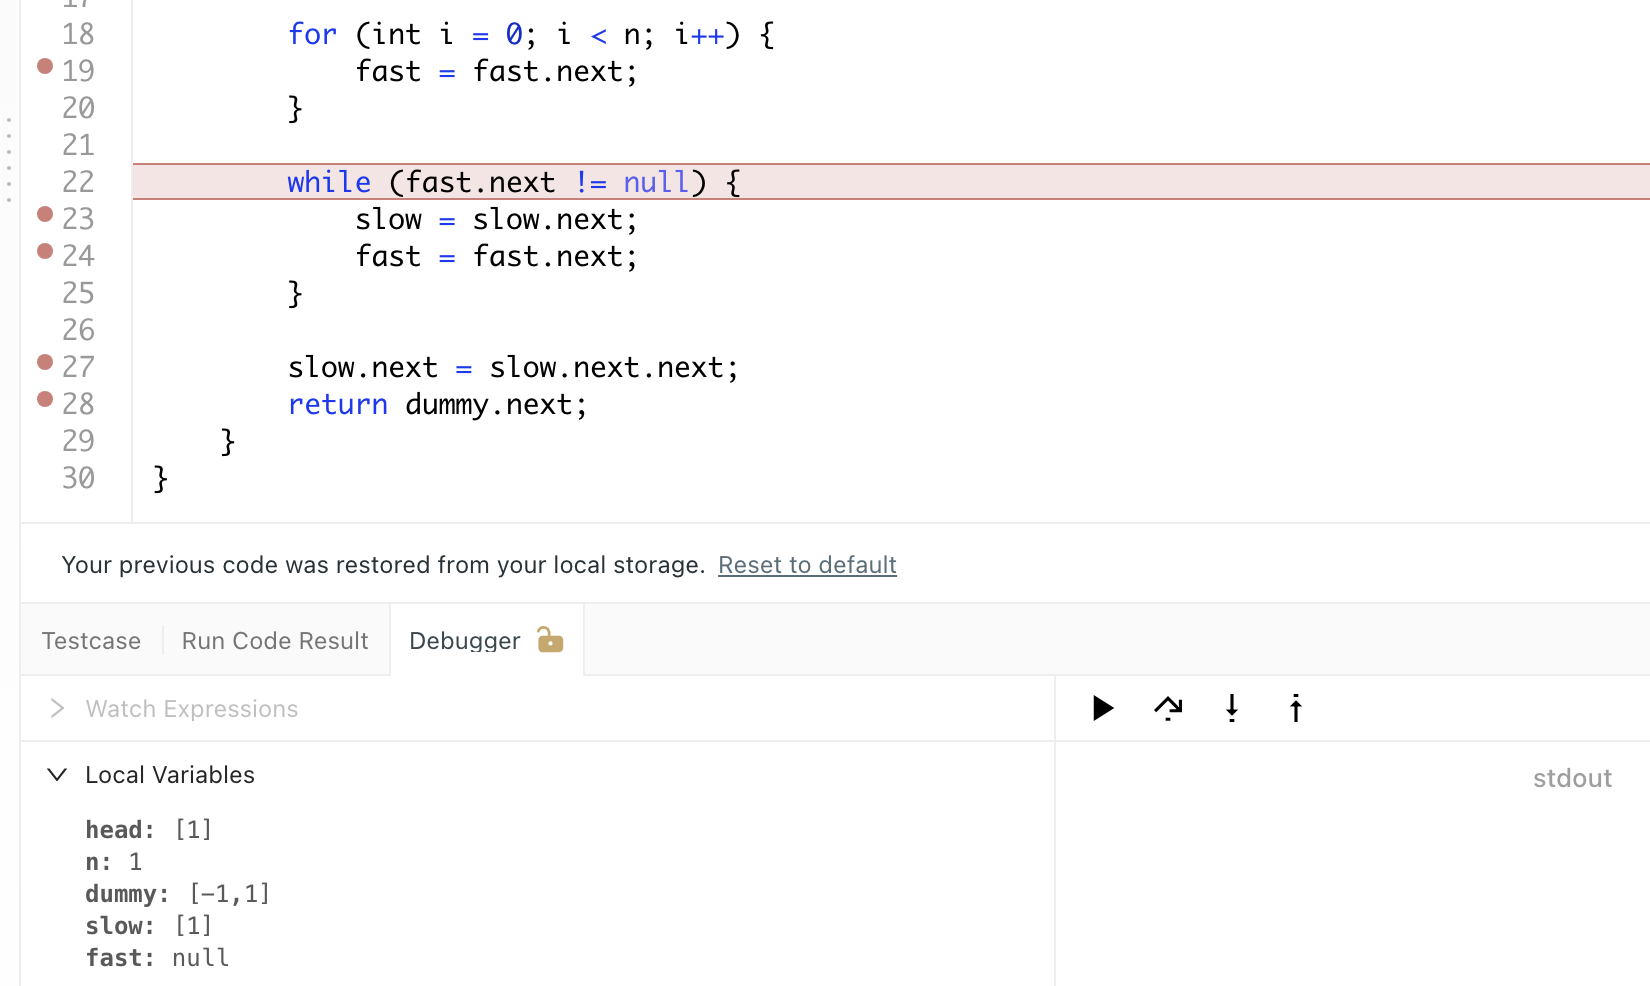 17
18 for (int i = 0; i < n; i++) {
19 fast = fast.next;
20 }
21
22 while (fast.next != null) {
23 slow = slow.next;
24 fast = fast.next;
25 }
26
27 slow.next = slow.next.next;
28 return dummy.next;
29 }
30 }
Your previous code was restored from your local storage. Reset to default
Testcase Run Code Result Debugger
Watch Expressions
Local Variables
stdout
head: [1]
n: 1
dummy: [-1,1]
slow: [1]
fast: null